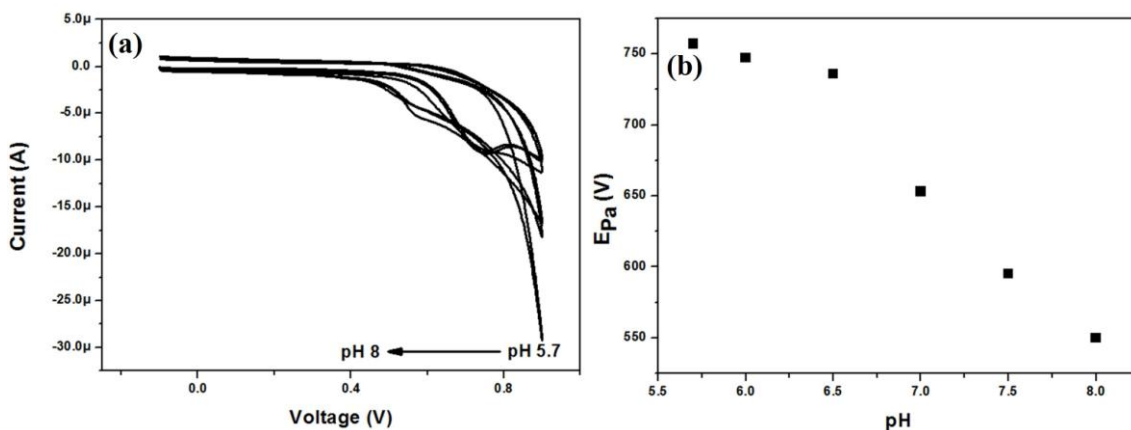 (a)
5.0µ
0.0
-5.0µ
-10.0µ
-15.0µ
-20.0µ
-25.0µ
-30.0µ
Current (A)
pH 8
pH 5.7
0.0
0.4
0.8
Voltage (V)
(b)
750
700
650
600
550
EPa (V)
5.5
6.0
6.5
7.0
7.5
8.0
pH